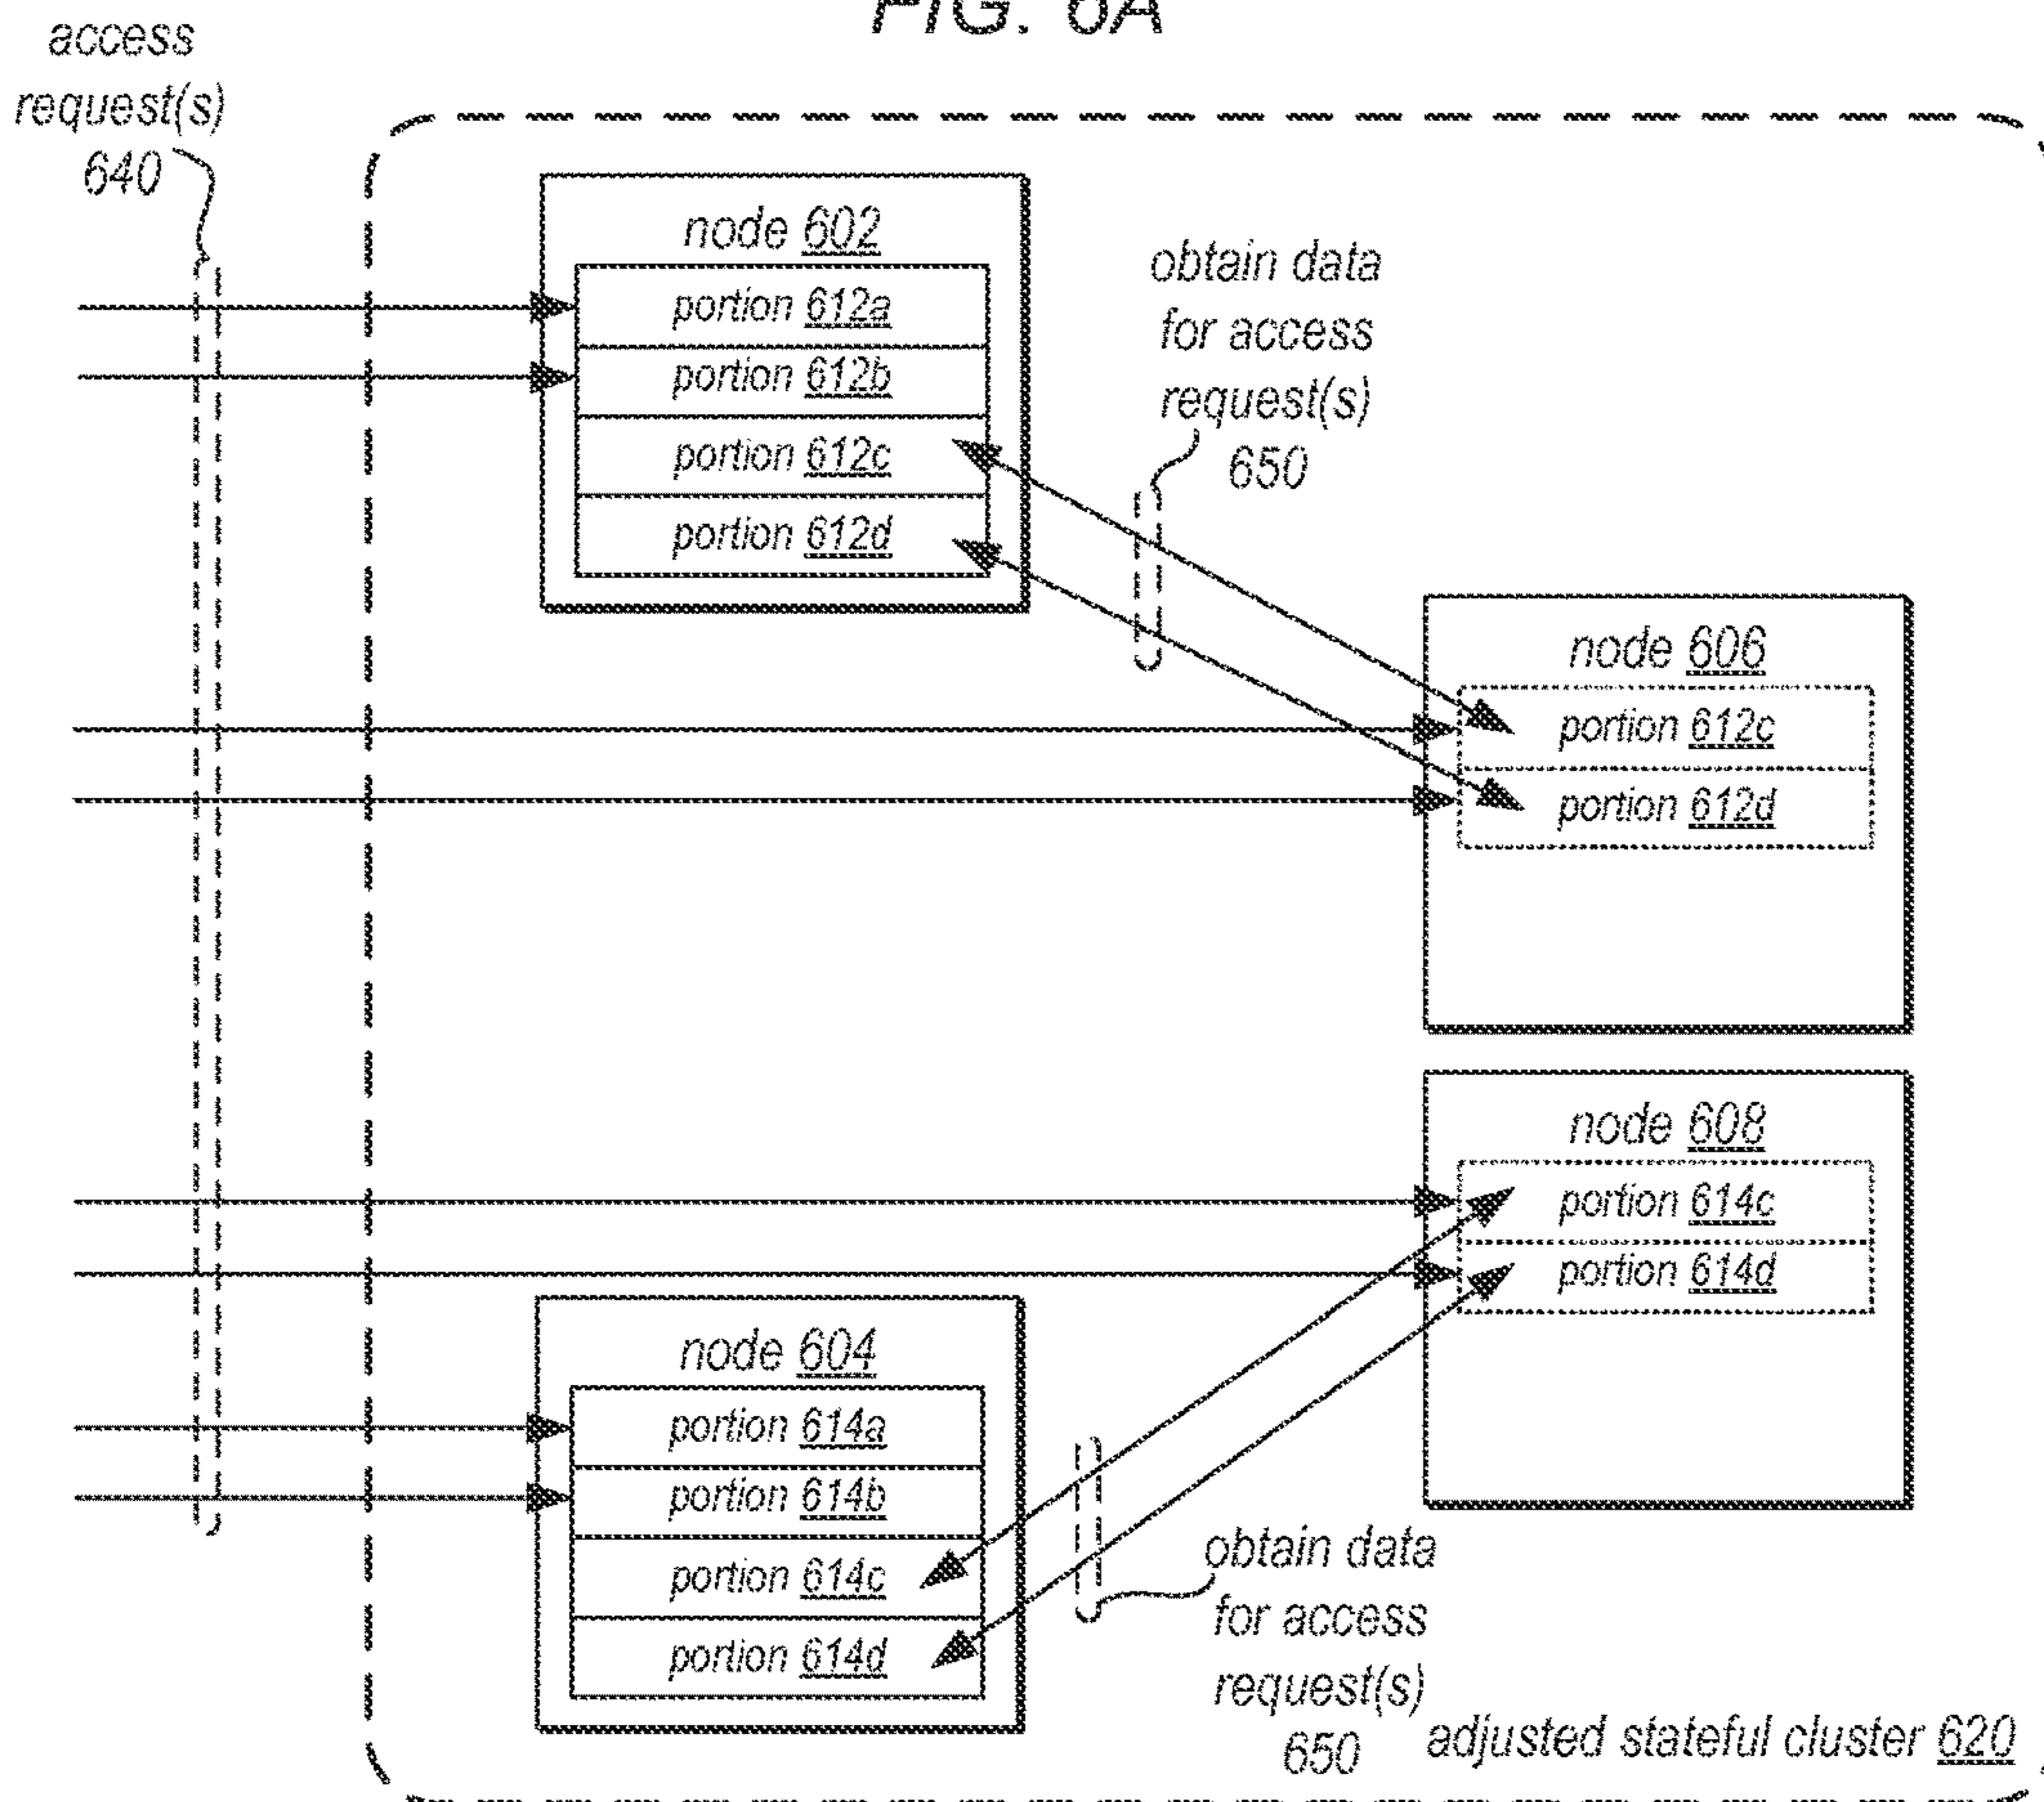 FIG. 6A
access
request(s)
640
node 602
portion 612a
portion 612b
portion 612c
portion 612d
obtain data
for access
request(s)
650
node 606
portion 612c
portion 612d
node 608
portion 614c
portion 614d
node 604
portion 614a
portion 614b
portion 614c
portion 614d
obtain data
for access
request(s)
650
adjusted stateful cluster 620